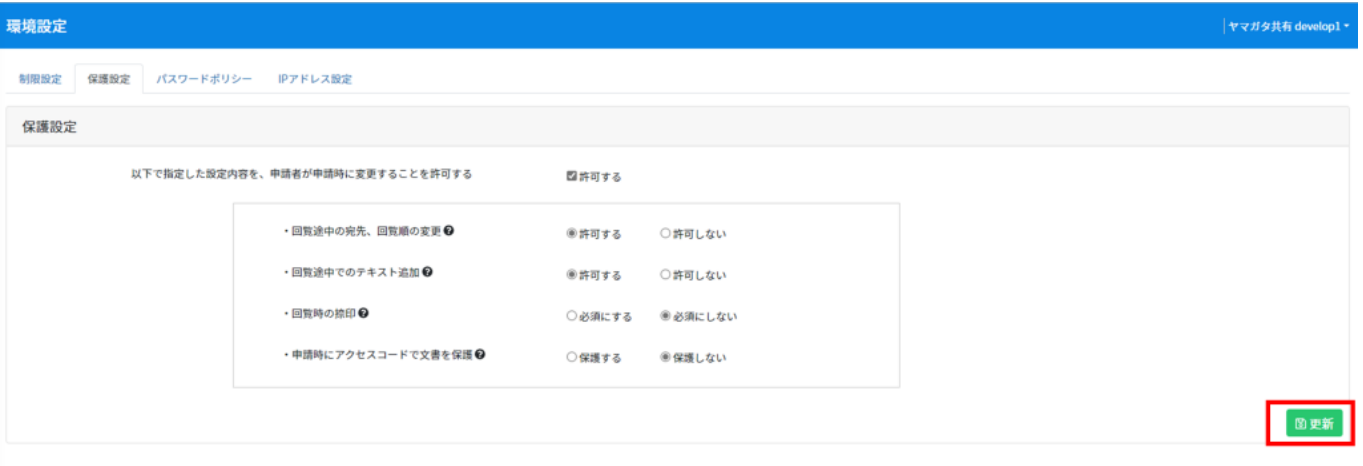 環境設定
ヤマガタ共有 develop1
制限設定 保護設定 パスワードポリシー IPアドレス設定
保護設定
以下で指定した設定内容を、申請者が申請時に変更することを許可する 許可する
・回覧途中の宛先、回覧順の変更 許可する 許可しない
・回覧途中でのテキスト追加 許可する 許可しない
・回覧時の捺印 必須にする 必須にしない
・申請時にアクセスコードで文書を保護 保護する 保護しない
更新